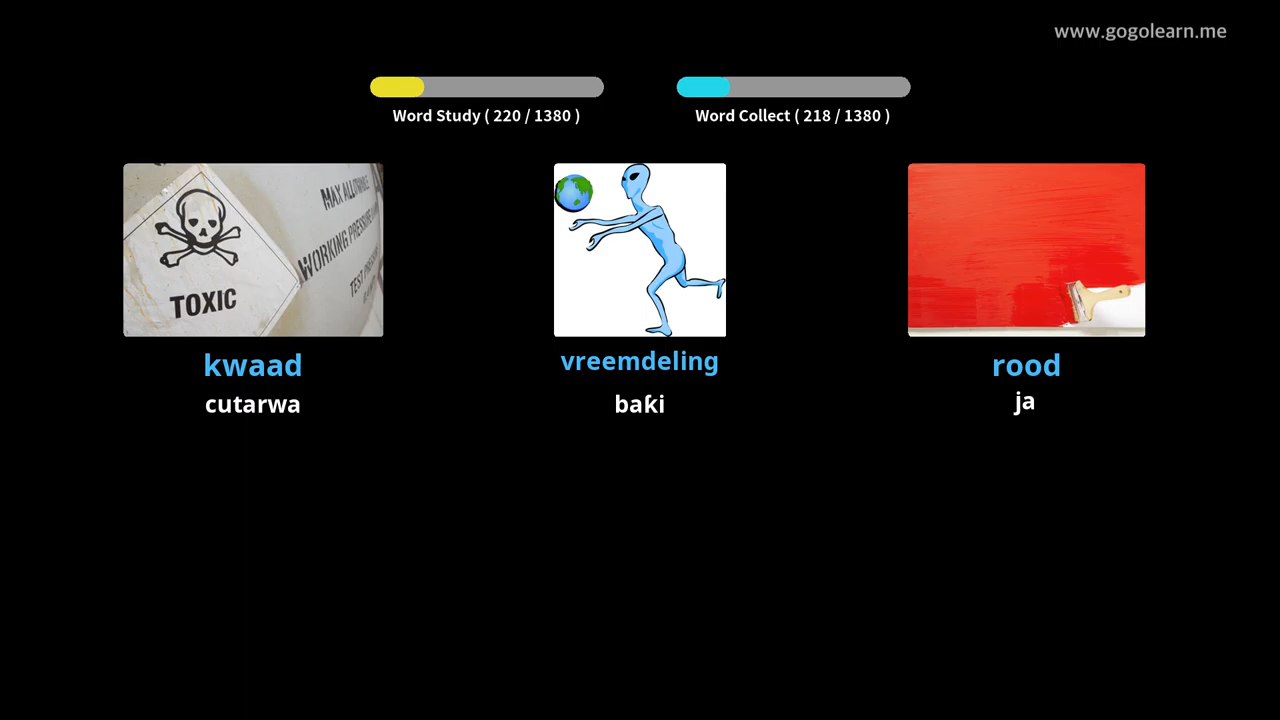 www.gogolearn.me
Word Study ( 220 / 1380 )
Word Collect ( 218 / 1380 )
MAX ALLOWABLE
WORKING PRESSURE
TEST
TOXIC
kwaad
vreemdeling
rood
cutarwa
baƙi
ja